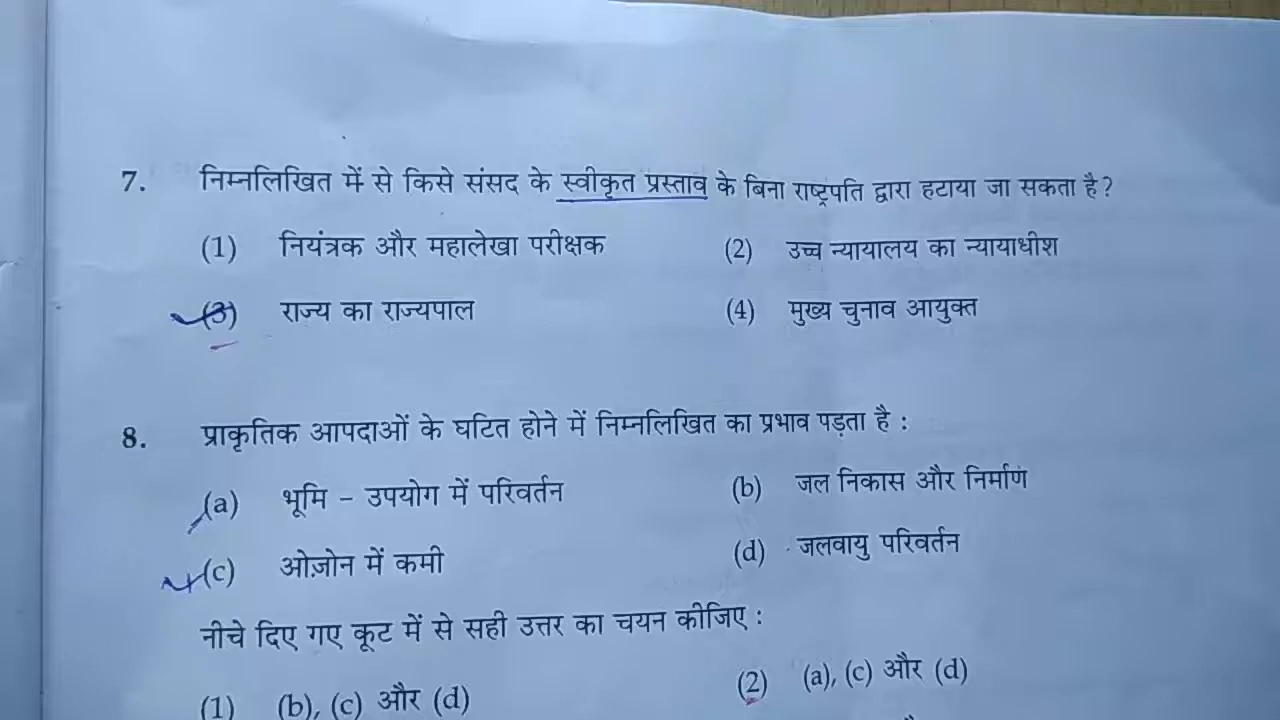 7. निम्नलिखित में से किसे संसद के स्वीकृत प्रस्ताव के बिना राष्ट्रपति द्वारा हटाया जा सकता है?
(1) नियंत्रक और महालेखा परीक्षक (2) उच्च न्यायालय का न्यायाधीश
(3) राज्य का राज्यपाल (4) मुख्य चुनाव आयुक्त
8. प्राकृतिक आपदाओं के घटित होने में निम्नलिखित का प्रभाव पड़ता है :
(a) भूमि - उपयोग में परिवर्तन (b) जल निकास और निर्माण
(c) ओज़ोन में कमी (d) जलवायु परिवर्तन
नीचे दिए गए कूट में से सही उत्तर का चयन कीजिए :
(1) (b), (c) और (d) (2) (a), (c) और (d)